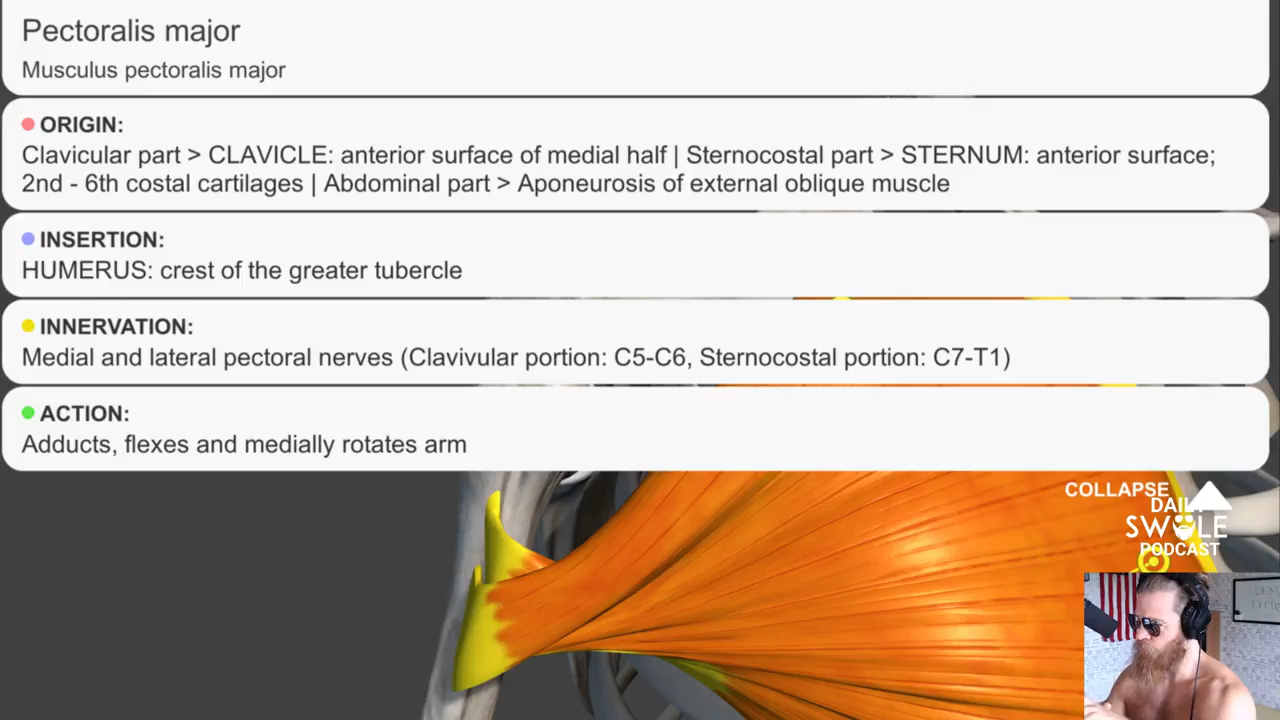 Pectoralis major
Musculus pectoralis major
ORIGIN:
Clavicular part > CLAVICLE: anterior surface of medial half | Sternocostal part > STERNUM: anterior surface;
2nd - 6th costal cartilages | Abdominal part > Aponeurosis of external oblique muscle
INSERTION:
HUMERUS: crest of the greater tubercle
INNERVATION:
Medial and lateral pectoral nerves (Clavivular portion: C5-C6, Sternocostal portion: C7-T1)
ACTION:
Adducts, flexes and medially rotates arm
COLLAPSE
DAILY
SWOLE
PODCAST